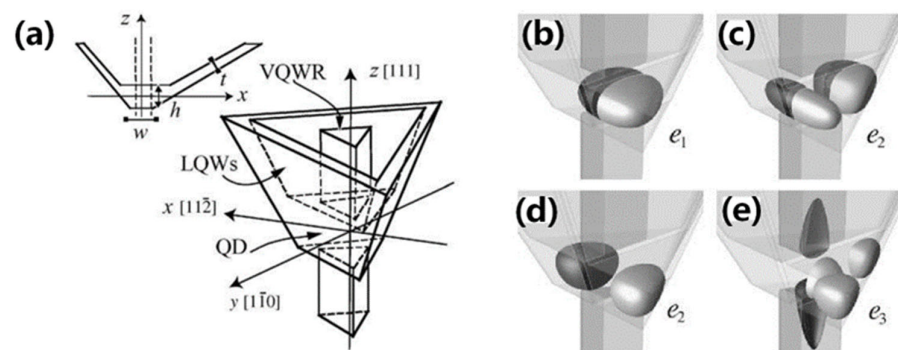 (a)
z
x
t
h
w
VQWR
z [111]
LQWs
x [112̄]
QD
y [11̄0]
(b)
e₁
(c)
e₂
(d)
e₂
(e)
e₃